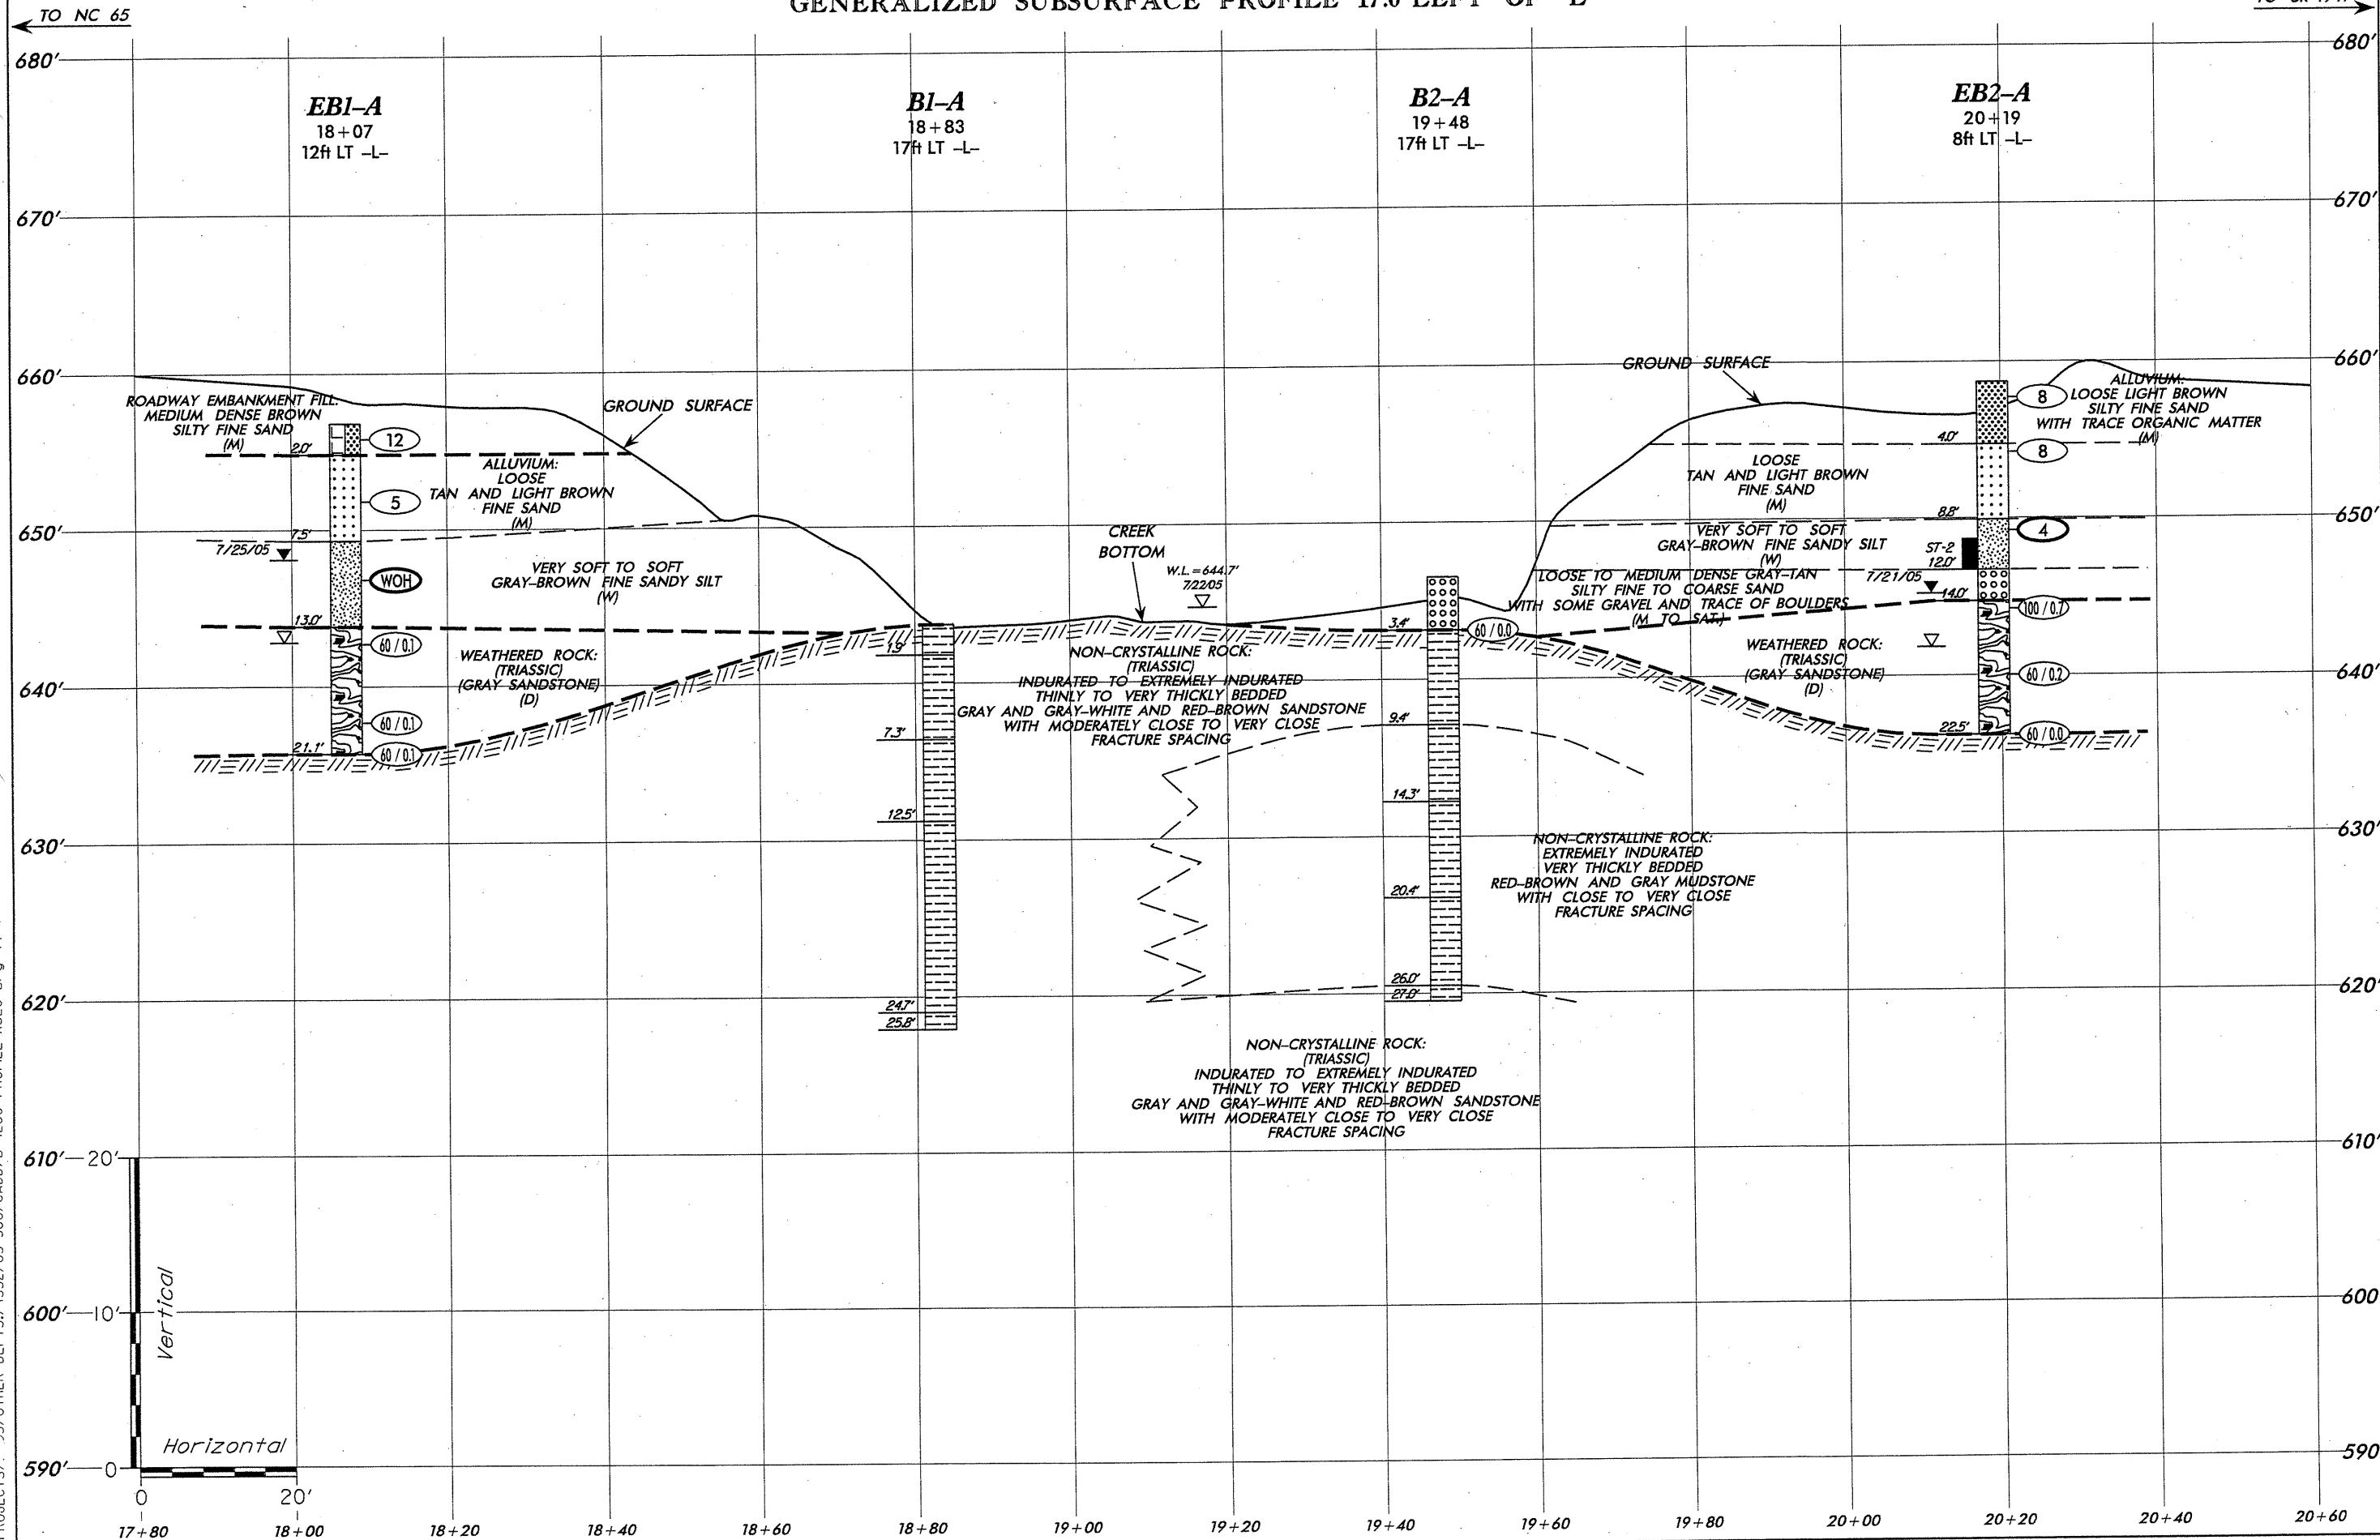 GENERALIZED SUBSURFACE PROFILE 17.0 LEFT OF -L-
TO NC 65
680'
680'
EB1-A
18+07
12ft LT -L-
B1-A
18+83
17ft LT -L-
B2-A
19+48
17ft LT -L-
EB2-A
20+19
8ft LT -L-
670'
670'
660'
660'
ROADWAY EMBANKMENT FILL:
MEDIUM DENSE BROWN
SILTY FINE SAND
(M)
2.0'
12
GROUND SURFACE
ALLUVIUM:
LOOSE
TAN AND LIGHT BROWN
FINE SAND
(M)
5
7.5'
7/25/05
WOH
VERY SOFT TO SOFT
GRAY-BROWN FINE SANDY SILT
(W)
13.0'
60 / 0.1
WEATHERED ROCK:
(TRIASSIC)
(GRAY SANDSTONE)
(D)
60 / 0.1
21.1'
60 / 0.1
650'
640'
630'
620'
1.9'
7.3'
12.5'
24.7'
25.8'
CREEK
BOTTOM
W.L.=644.7'
7/22/05
NON-CRYSTALLINE ROCK:
(TRIASSIC)
INDURATED TO EXTREMELY INDURATED
THINLY TO VERY THICKLY BEDDED
GRAY AND GRAY-WHITE AND RED-BROWN SANDSTONE
WITH MODERATELY CLOSE TO VERY CLOSE
FRACTURE SPACING
3.4'
60 / 0.0
9.4'
14.3'
20.4'
26.0'
27.0'
NON-CRYSTALLINE ROCK:
EXTREMELY INDURATED
VERY THICKLY BEDDED
RED-BROWN AND GRAY MUDSTONE
WITH CLOSE TO VERY CLOSE
FRACTURE SPACING
GROUND SURFACE
8
ALLUVIUM:
LOOSE LIGHT BROWN
SILTY FINE SAND
WITH TRACE ORGANIC MATTER
(M)
4.0'
8
LOOSE
TAN AND LIGHT BROWN
FINE SAND
(M)
8.8'
4
VERY SOFT TO SOFT
GRAY-BROWN FINE SANDY SILT
(W)
ST-2
12.0'
LOOSE TO MEDIUM DENSE GRAY-TAN
SILTY FINE TO COARSE SAND
WITH SOME GRAVEL AND TRACE OF BOULDERS
(M TO SAT.)
7/21/05
14.0'
100 / 0.7
WEATHERED ROCK:
(TRIASSIC)
(GRAY SANDSTONE)
(D)
60 / 0.2
22.5'
60 / 0.0
650'
640'
630'
620'
NON-CRYSTALLINE ROCK:
(TRIASSIC)
INDURATED TO EXTREMELY INDURATED
THINLY TO VERY THICKLY BEDDED
GRAY AND GRAY-WHITE AND RED-BROWN SANDSTONE
WITH MODERATELY CLOSE TO VERY CLOSE
FRACTURE SPACING
610'
20'
610'
600'
10'
600
590'
0
590
Vertical
Horizontal
0
20'
17+80
18+00
18+20
18+40
18+60
18+80
19+00
19+20
19+40
19+60
19+80
20+00
20+20
20+40
20+60